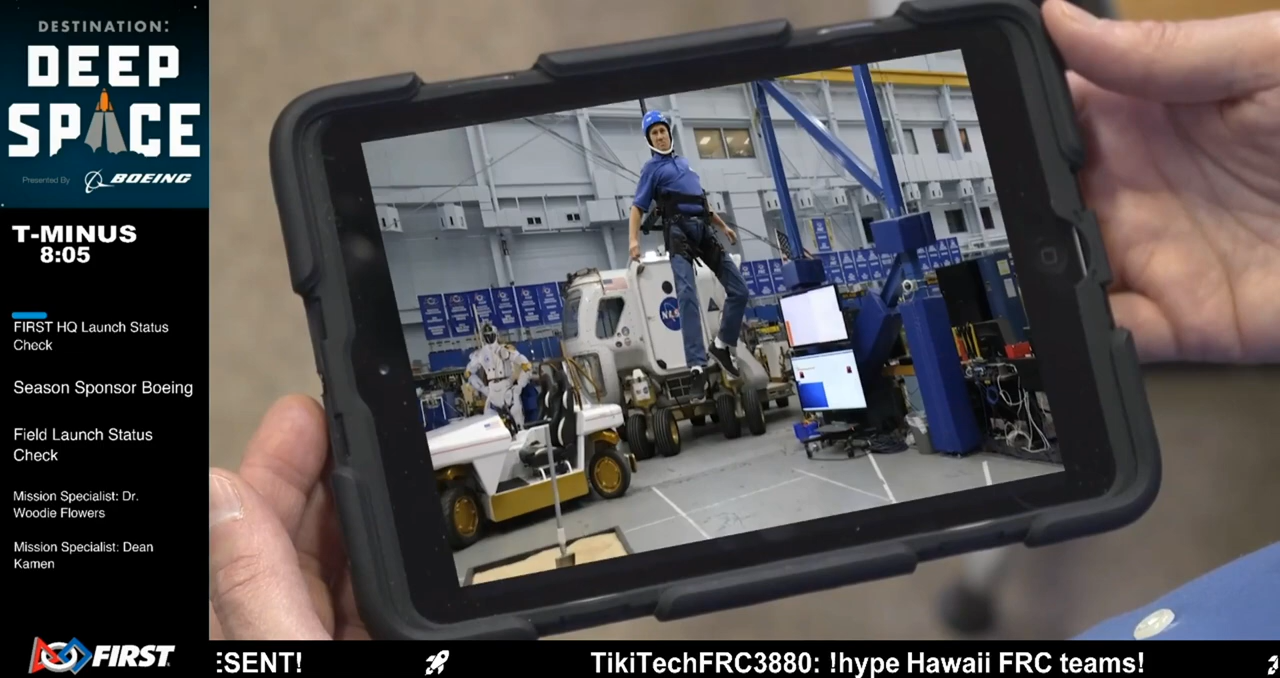 DESTINATION:
DEEP
SPACE
Presented By BOEING
T-MINUS
8:05
FIRST HQ Launch Status
Check
Season Sponsor Boeing
Field Launch Status
Check
Mission Specialist: Dr.
Woodie Flowers
Mission Specialist: Dean
Kamen
FIRST
NASA
ESENT!
TikiTechFRC3880: !hype Hawaii FRC teams!